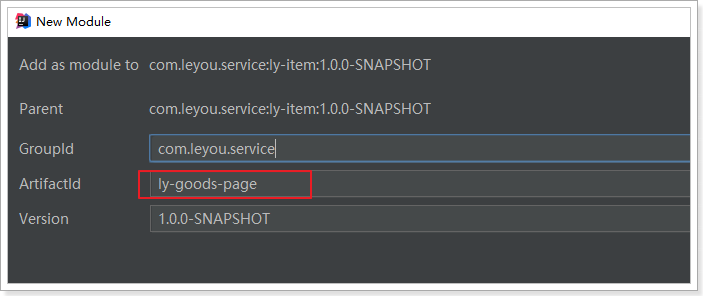 New Module
Add as module to com.leyou.service:ly-item:1.0.0-SNAPSHOT
Parent com.leyou.service:ly-item:1.0.0-SNAPSHOT
GroupId com.leyou.service
ArtifactId ly-goods-page
Version 1.0.0-SNAPSHOT